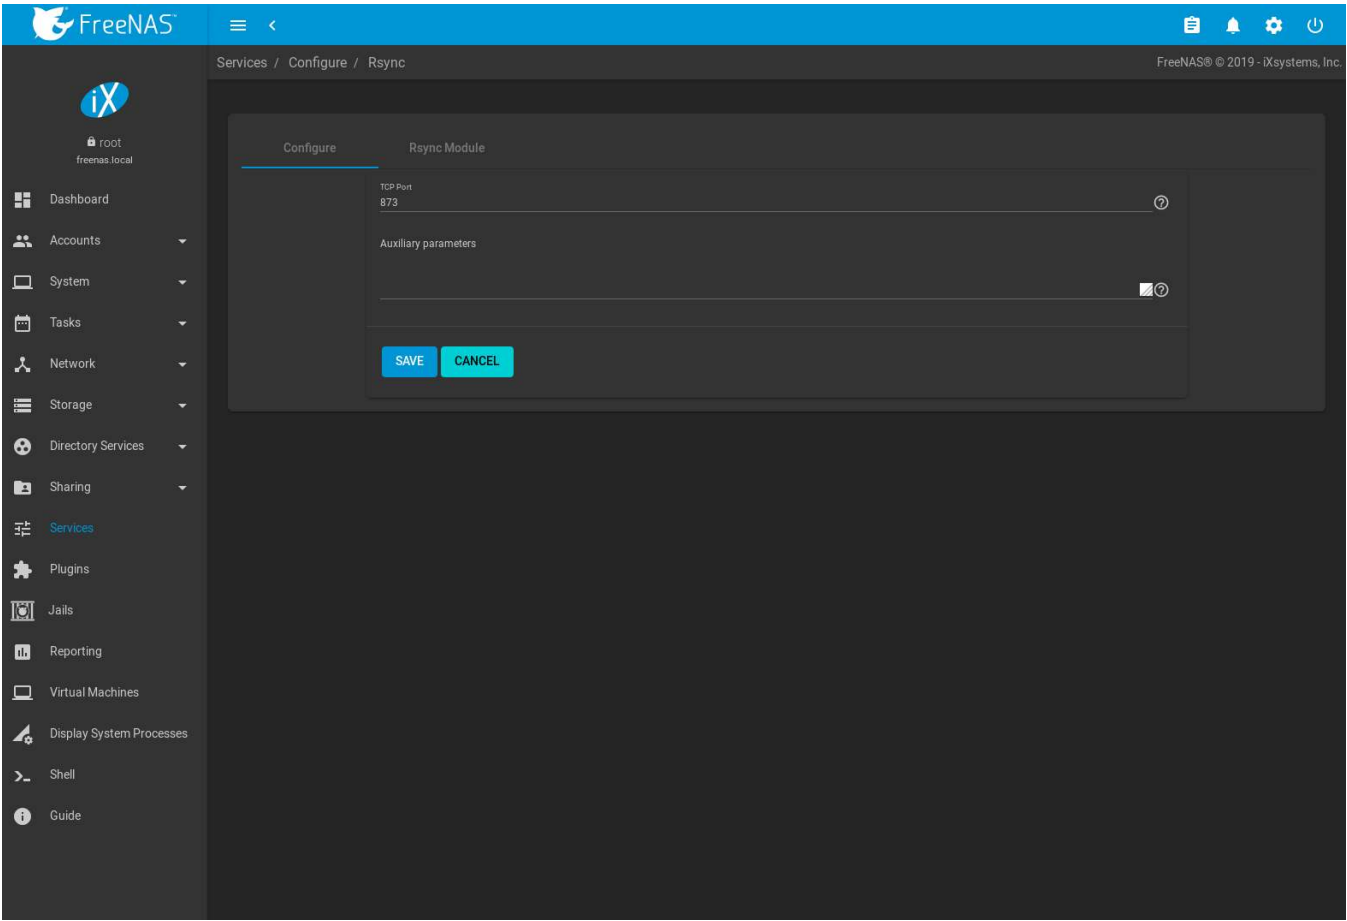 FreeNAS™
Services / Configure / Rsync
FreeNAS® © 2019 - iXsystems, Inc.
iX
root
freenas.local
Dashboard
Accounts
System
Tasks
Network
Storage
Directory Services
Sharing
Services
Plugins
Jails
Reporting
Virtual Machines
Display System Processes
Shell
Guide
Configure
Rsync Module
TCP Port
873
Auxiliary parameters
SAVE
CANCEL